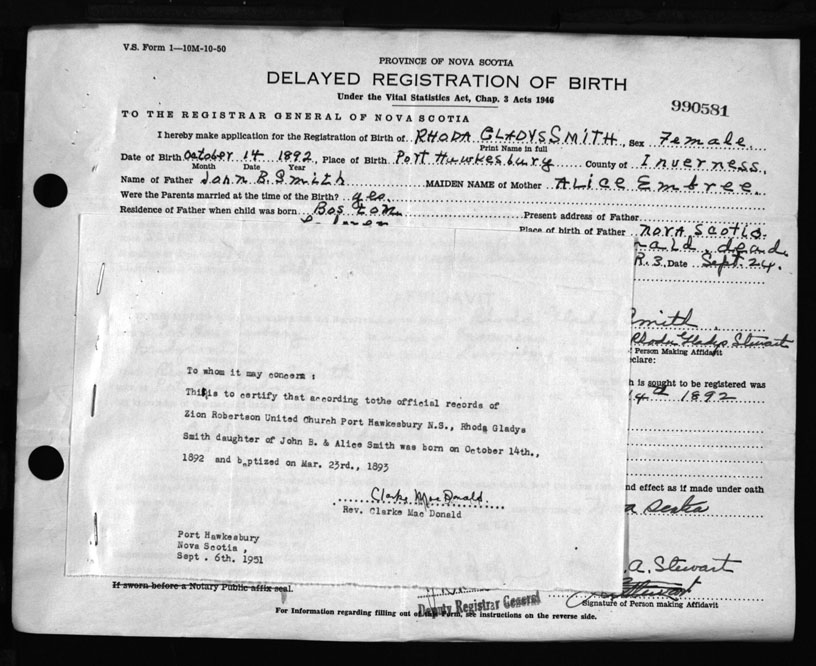 V.S. Form 1—10M-10-50
PROVINCE OF NOVA SCOTIA
DELAYED REGISTRATION OF BIRTH
Under the Vital Statistics Act, Chap. 3 Acts 1946
990581
TO THE REGISTRAR GENERAL OF NOVA SCOTIA
I hereby make application for the Registration of Birth of RHODA GLADYS SMITH, Sex Female.
Print Name in full
Date of Birth October 14 1892, Place of Birth Port Hawkesbury County of Inverness.
Month Date Year
Name of Father John B. Smith MAIDEN NAME of Mother ALICE Embree.
Were the Parents married at the time of the Birth? yes.
Residence of Father when child was born Boston Present address of Father
Place of birth of Father NOVA SCOTIA.
dead.
R.3. Date Sept. 24.
To whom it may concern :
This is to certify that according tothe official records of
Zion Robertson United Church Port Hawkesbury N.S., Rhoda Gladys
Smith daughter of John B. & Alice Smith was born on October 14th.,
1892 and baptized on Mar. 23rd., 1893
Clarke MacDonald
Rev. Clarke Mac Donald
Port Hawkesbury
Nova Scotia ,
Sept . 6th. 1951
Smith
Rhoda Gladys Stewart
Person Making Affidavit
clare:
h is sought to be registered was
14th 1892
nd effect as if made under oath
A. Stewart
Stewart
Signature of Person making Affidavit
If sworn before a Notary Public affix seal.
Deputy Registrar General
For Information regarding filling out of this Form, see instructions on the reverse side.